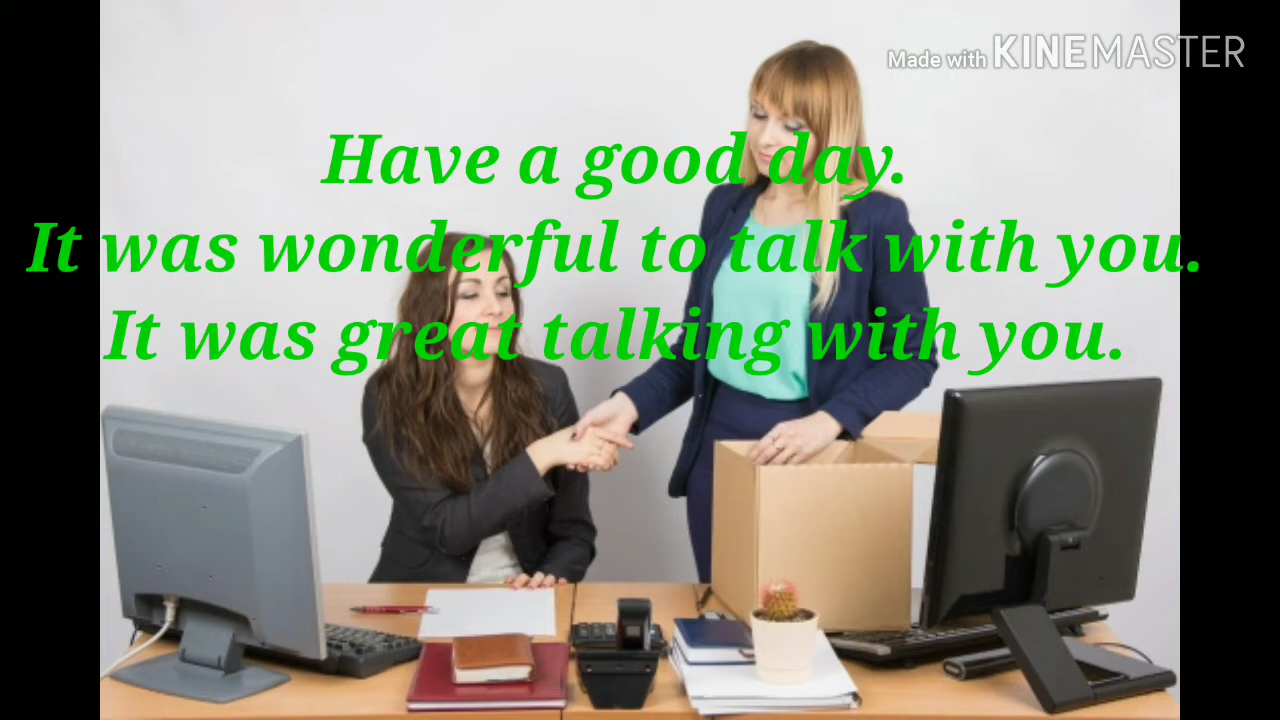 Made with KINEMASTER
Have a good day.
It was wonderful to talk with you.
It was great talking with you.